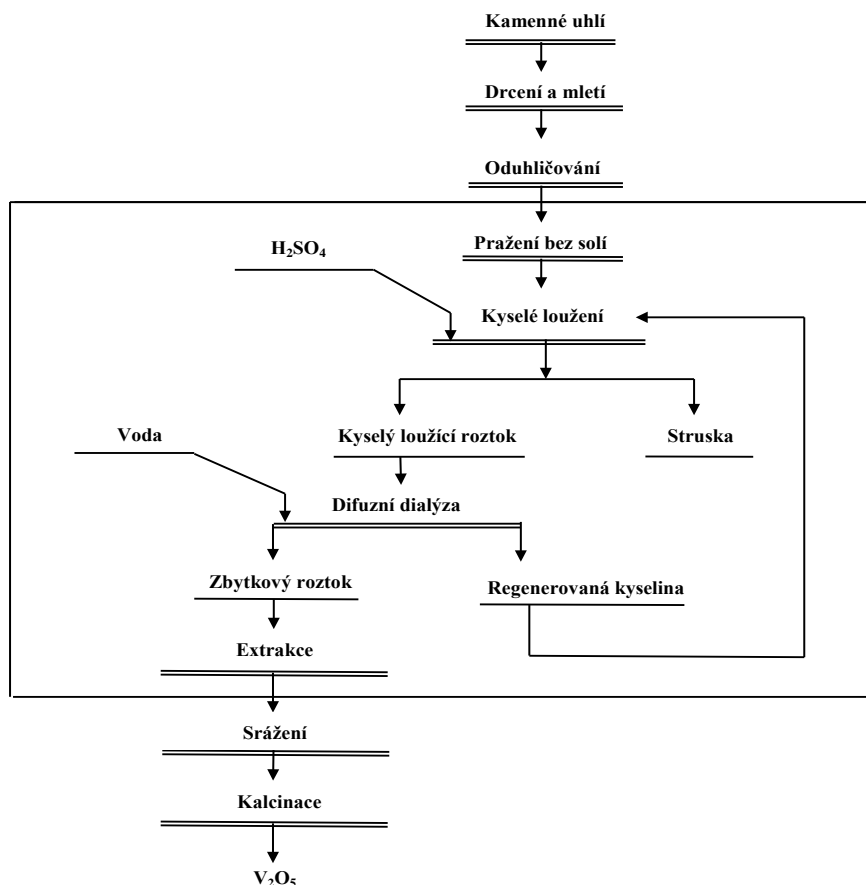 Kamenné uhlí
Drcení a mletí
Oduhličování
Pražení bez solí
H₂SO₄
Kyselé loužení
Kyselý loužící roztok
Struska
Voda
Difuzní dialýza
Zbytkový roztok
Regenerovaná kyselina
Extrakce
Srážení
Kalcinace
V₂O₅